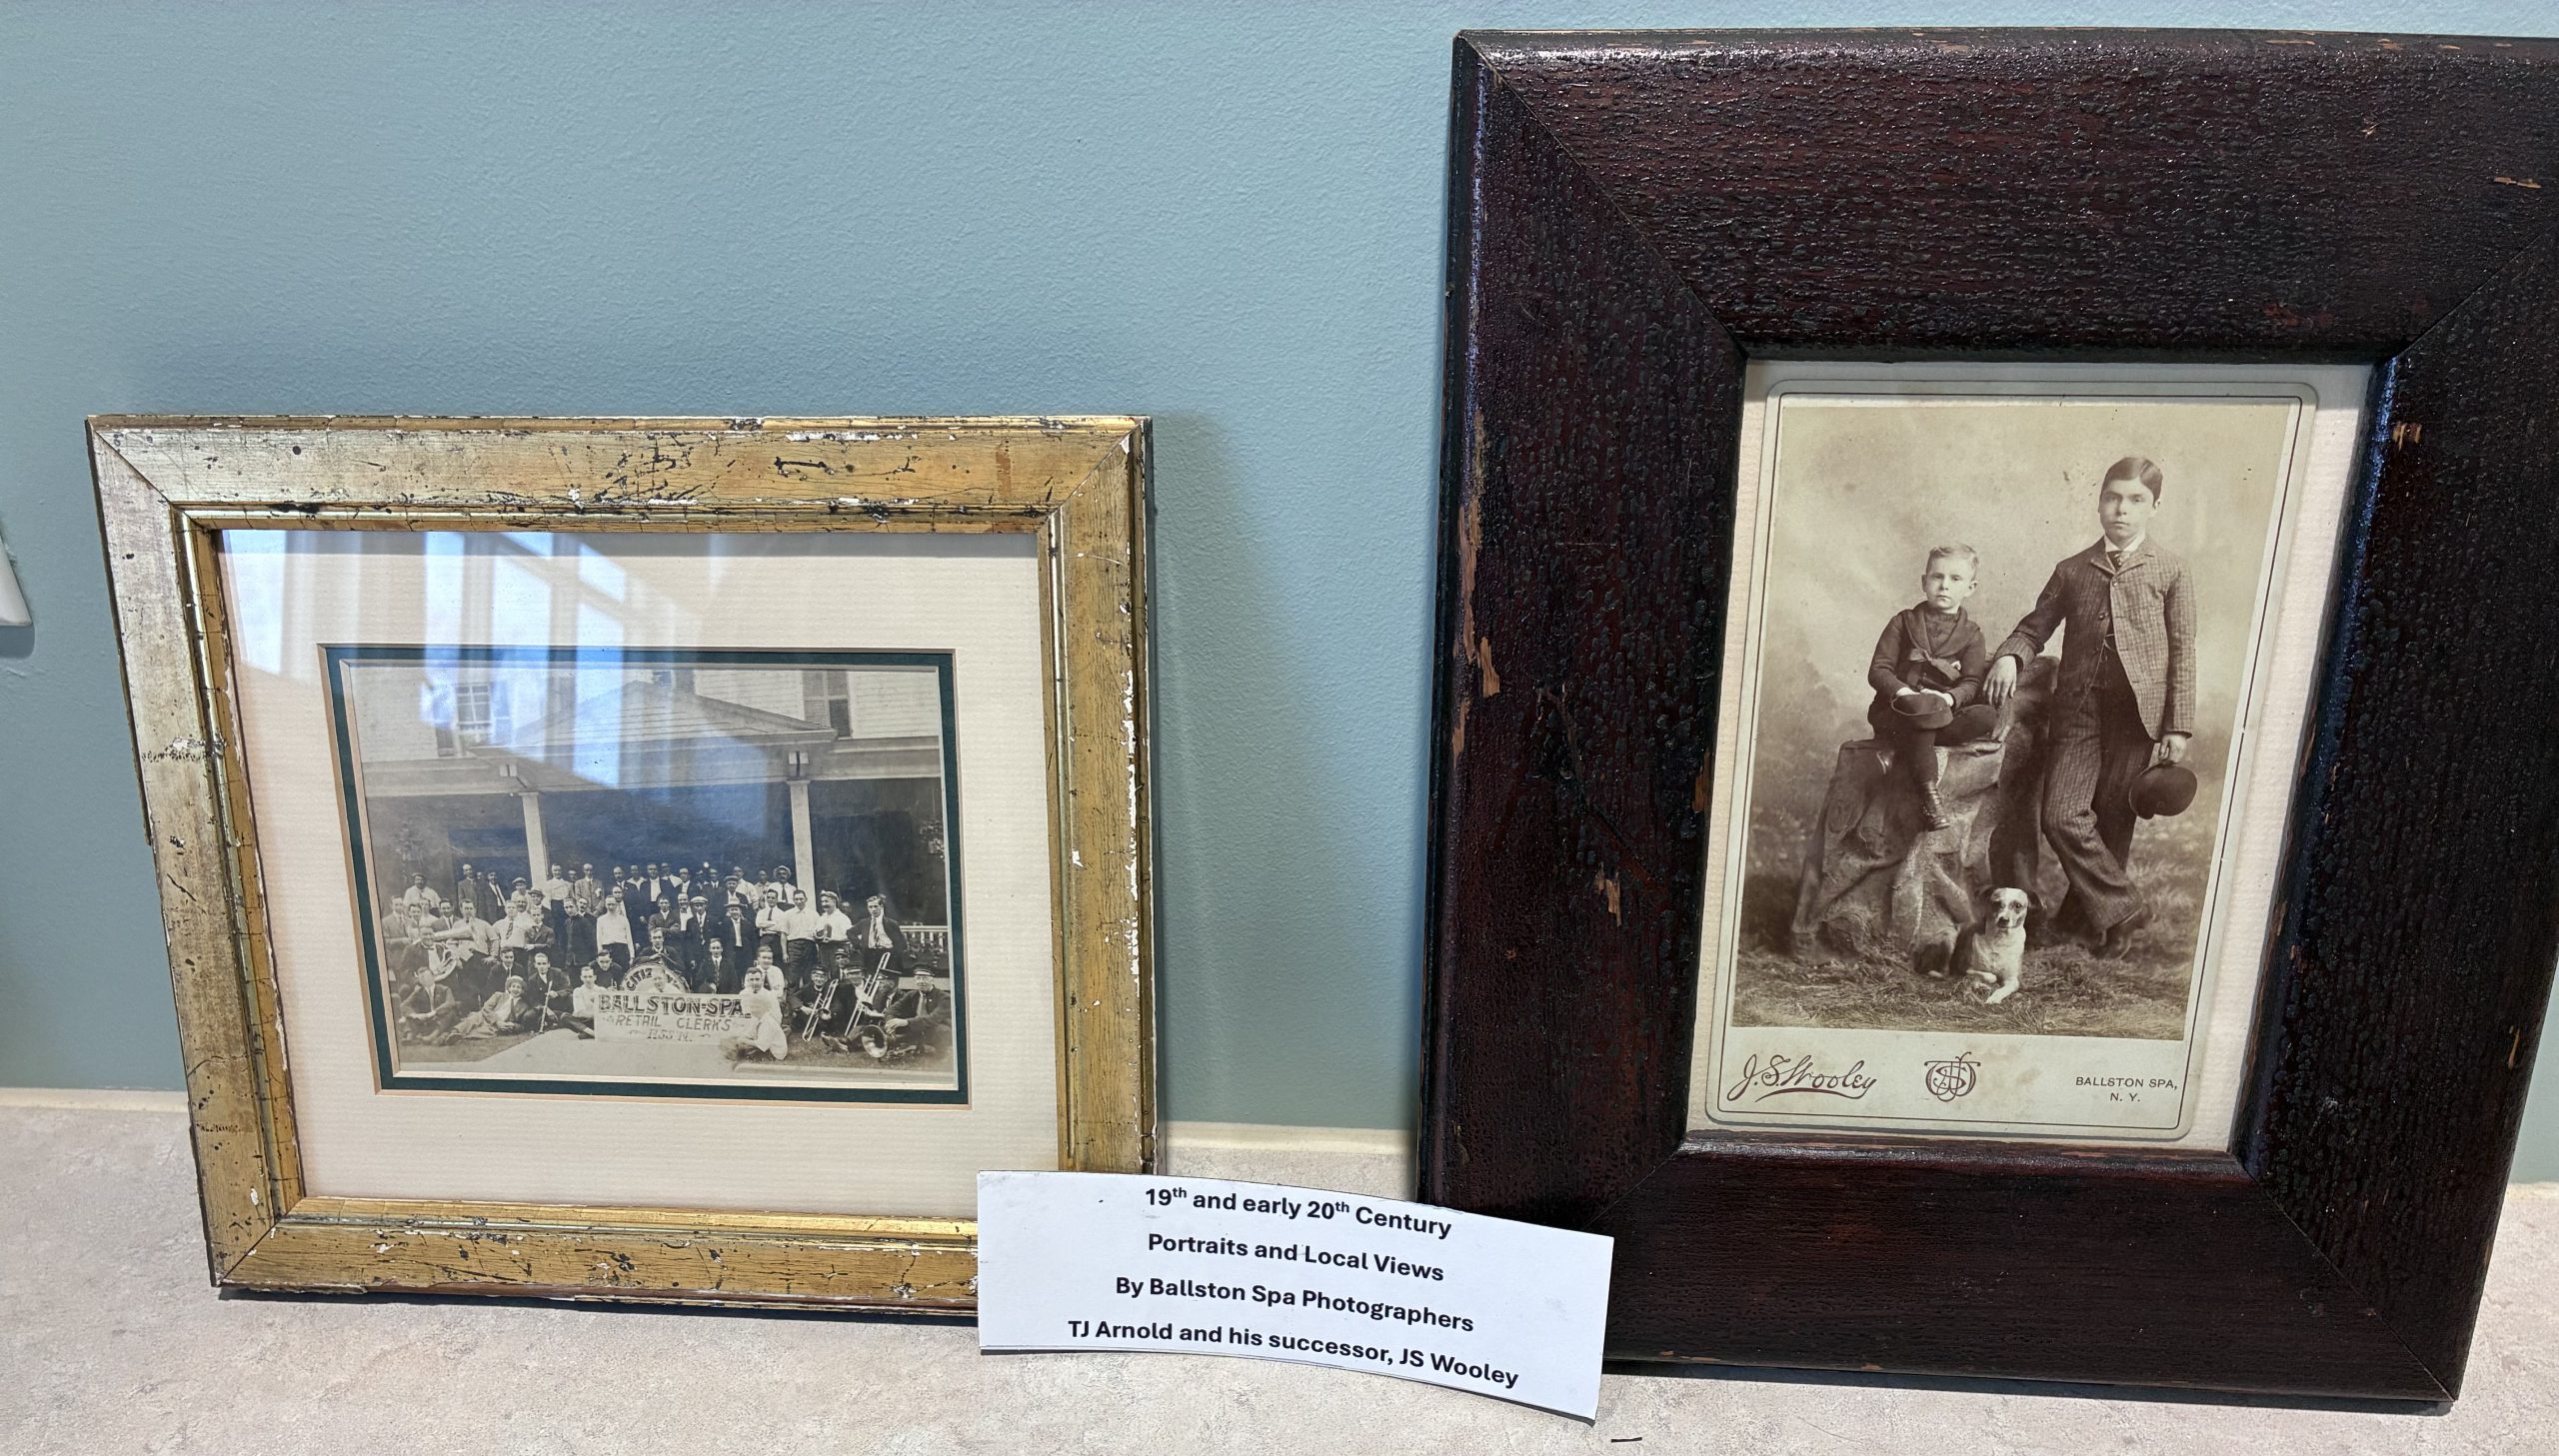 BALLSTON-SPA.
RETAIL CLERKS
ASS'N.
J.S. Wooley
BALLSTON SPA,
N. Y.
19th and early 20th Century
Portraits and Local Views
By Ballston Spa Photographers
TJ Arnold and his successor, JS Wooley